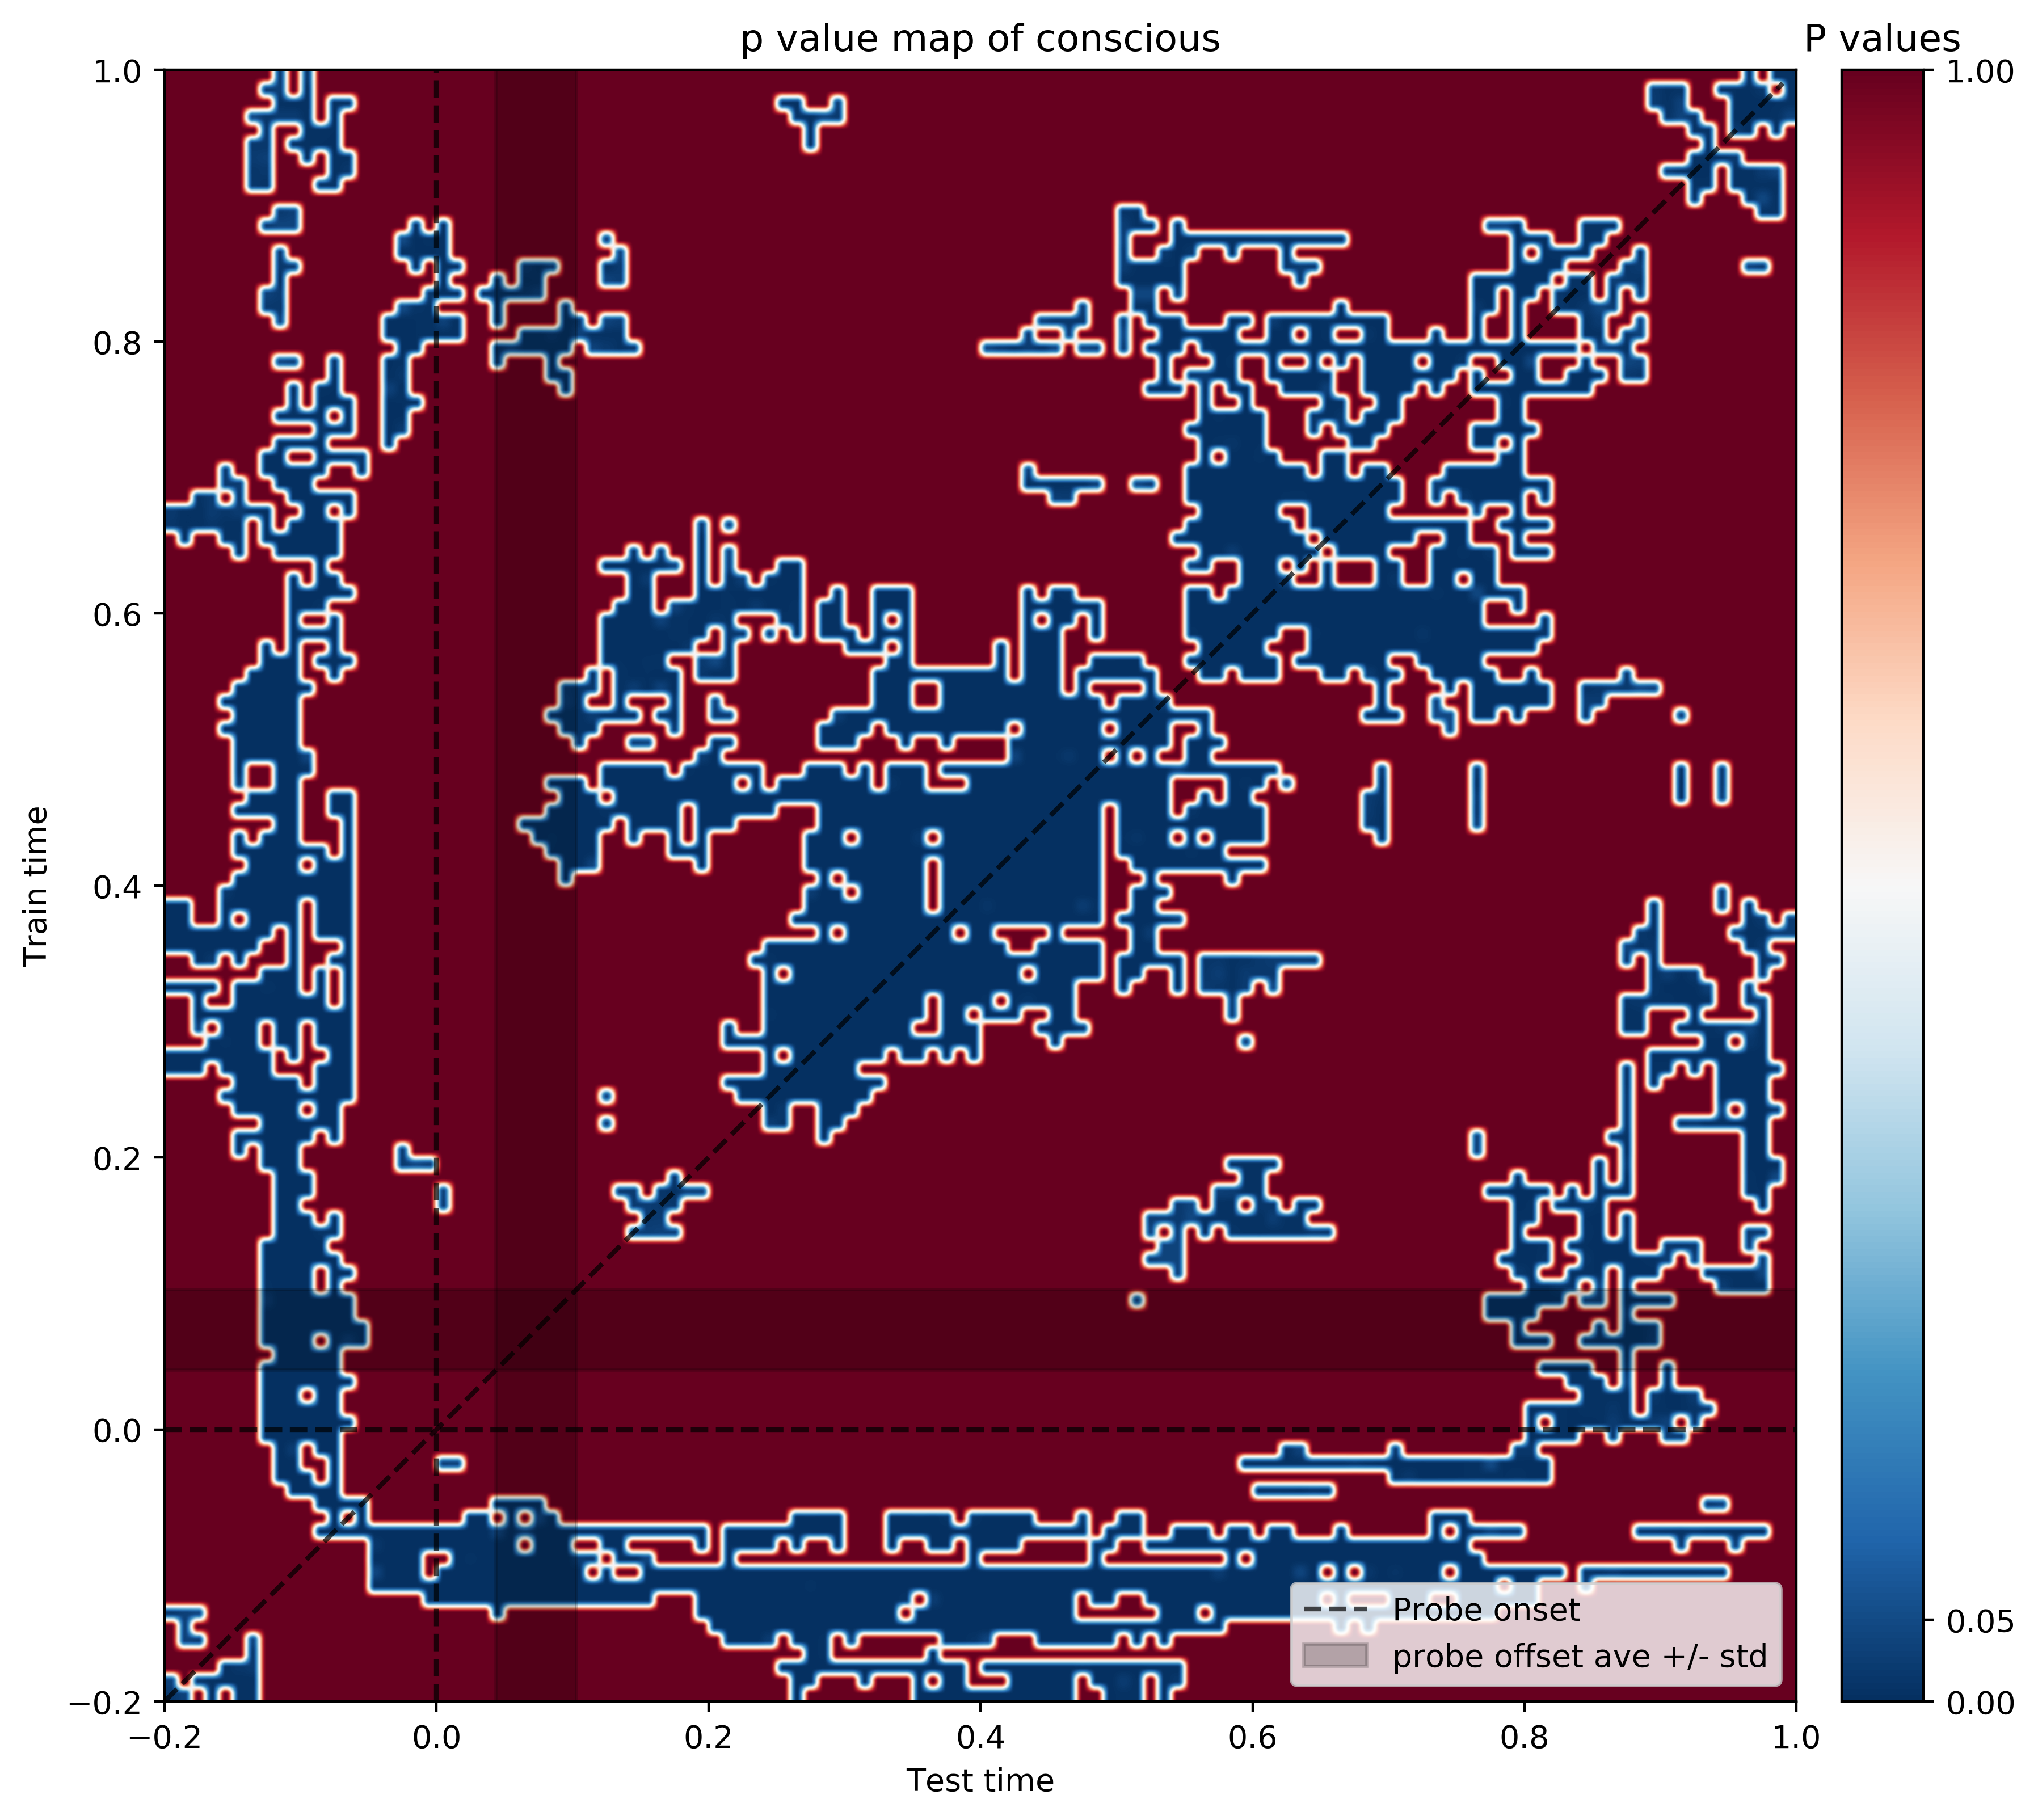 p value map of conscious
P values
1.0
0.8
0.6
0.4
0.2
0.0
−0.2
Train time
−0.2
0.0
0.2
0.4
0.6
0.8
1.0
Test time
Probe onset
probe offset ave +/- std
1.00
0.05
0.00